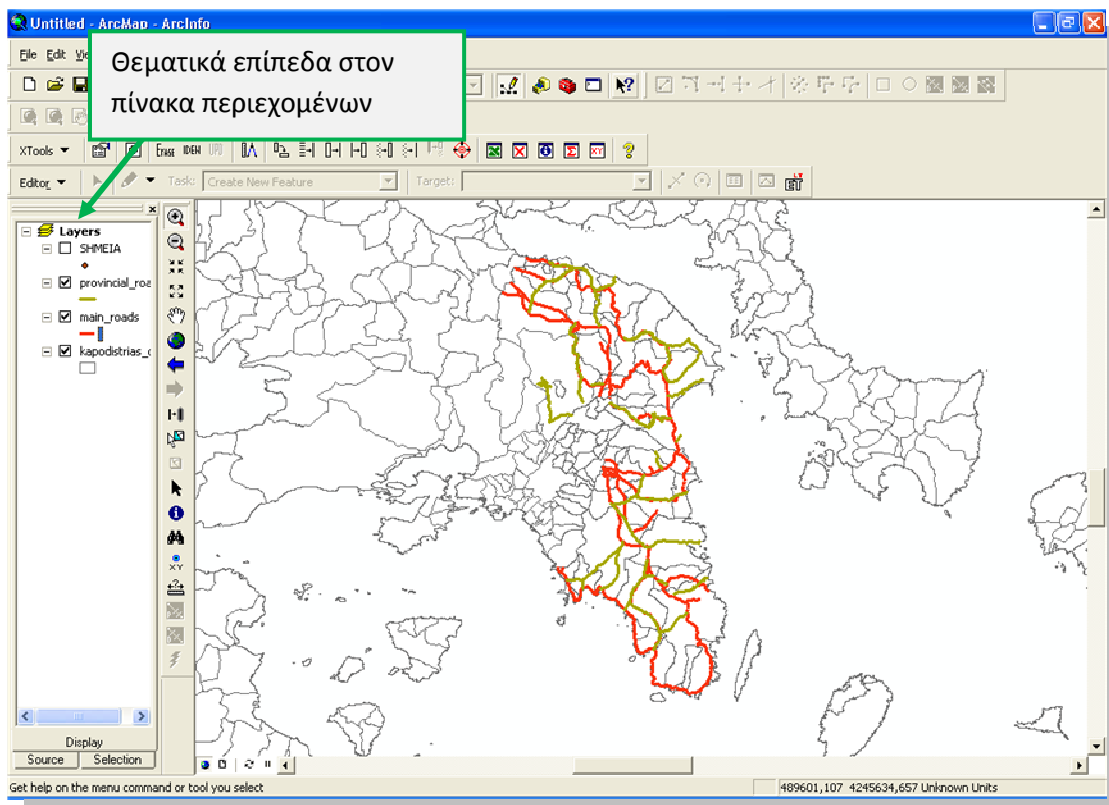 Untitled - ArcMap - ArcInfo
File Edit
Θεματικά επίπεδα στον
πίνακα περιεχομένων
XTools
Editor Task: Create New Feature Target:
Layers
SHMEIA
provincial_roa
main_roads
kapodistrias_
Display
Source Selection
Get help on the menu command or tool you select 489601,107 4245634,657 Unknown Units